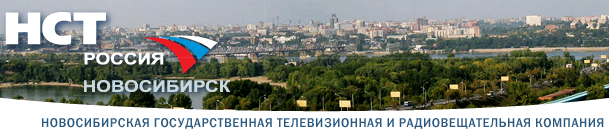 НСТ
РОССИЯ
НОВОСИБИРСК
НОВОСИБИРСКАЯ ГОСУДАРСТВЕННАЯ ТЕЛЕВИЗИОННАЯ И РАДИОВЕЩАТЕЛЬНАЯ КОМПАНИЯ